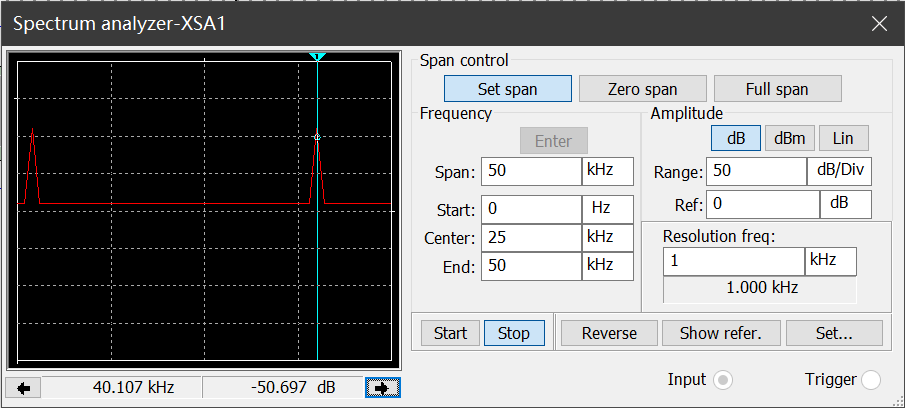 Spectrum analyzer-XSA1
1
Span control
Set span Zero span Full span
Frequency
Enter
Span: 50 kHz
Start: 0 Hz
Center: 25 kHz
End: 50 kHz
Amplitude
dB dBm Lin
Range: 50 dB/Div
Ref: 0 dB
Resolution freq:
1 kHz
1.000 kHz
Start Stop Reverse Show refer. Set...
40.107 kHz -50.697 dB
Input Trigger